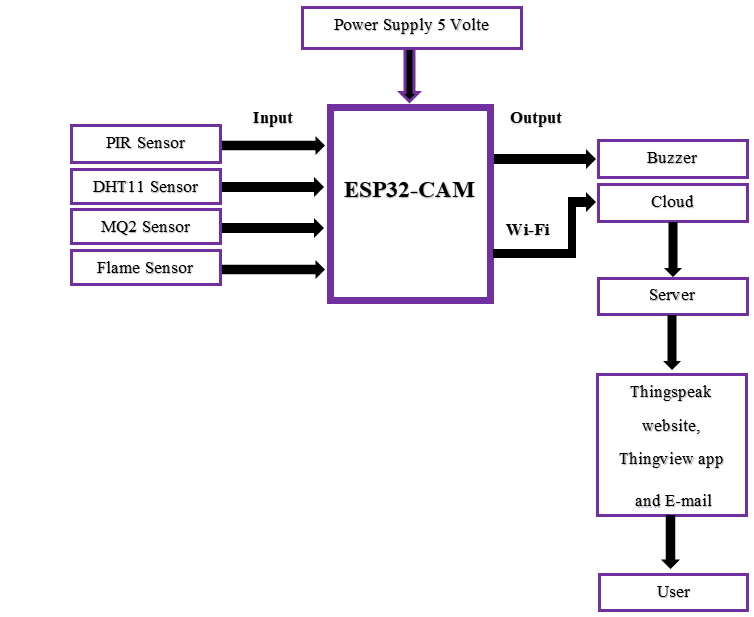 Power Supply 5 Volte
Input
Output
PIR Sensor
DHT11 Sensor
MQ2 Sensor
Flame Sensor
ESP32-CAM
Wi-Fi
Buzzer
Cloud
Server
Thingspeak
website,
Thingview app
and E-mail
User